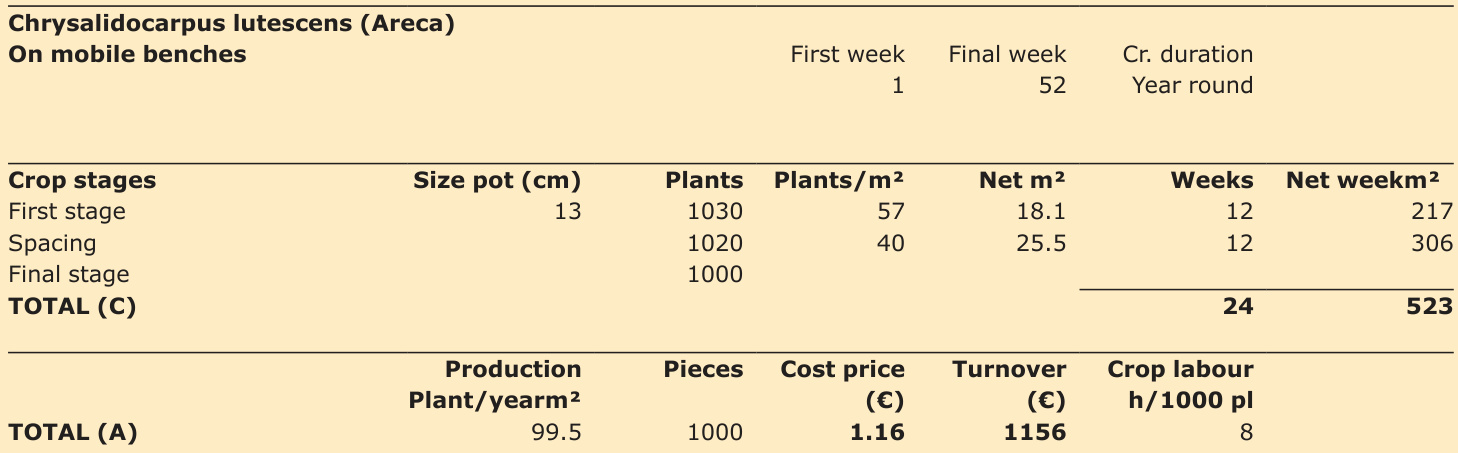 Chrysalidocarpus lutescens (Areca)
On mobile benches First week Final week Cr. duration
1 52 Year round
Crop stages Size pot (cm) Plants Plants/m² Net m² Weeks Net weekm²
First stage 13 1030 57 18.1 12 217
Spacing 1020 40 25.5 12 306
Final stage 1000
TOTAL (C) 24 523
Production Pieces Cost price Turnover Crop labour
Plant/yearm² (€) (€) h/1000 pl
TOTAL (A) 99.5 1000 1.16 1156 8